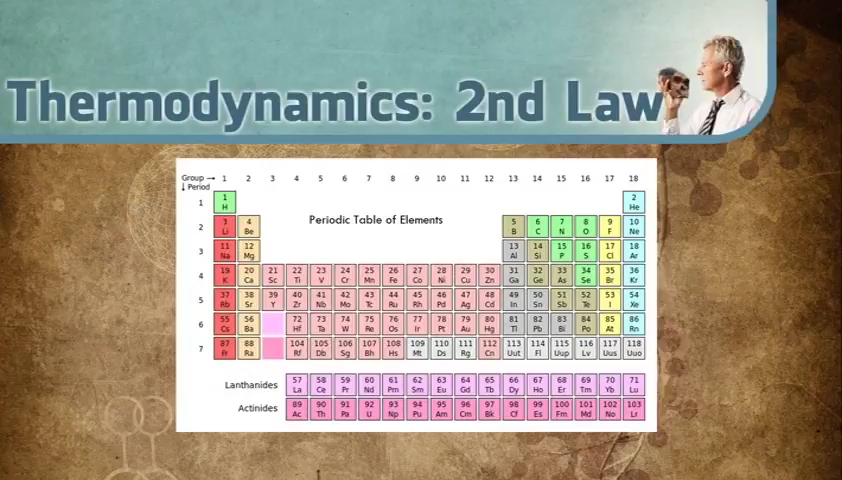 Thermodynamics: 2nd Law
Group → 1 2 3 4 5 6 7 8 9 10 11 12 13 14 15 16 17 18
↓ Period
1 1 2
H He
Periodic Table of Elements
2 3 4 5 6 7 8 9 10
Li Be B C N O F Ne
3 11 12 13 14 15 16 17 18
Na Mg Al Si P S Cl Ar
4 19 20 21 22 23 24 25 26 27 28 29 30 31 32 33 34 35 36
K Ca Sc Ti V Cr Mn Fe Co Ni Cu Zn Ga Ge As Se Br Kr
5 37 38 39 40 41 42 43 44 45 46 47 48 49 50 51 52 53 54
Rb Sr Y Zr Nb Mo Tc Ru Rh Pd Ag Cd In Sn Sb Te I Xe
6 55 56 72 73 74 75 76 77 78 79 80 81 82 83 84 85 86
Cs Ba Hf Ta W Re Os Ir Pt Au Hg Tl Pb Bi Po At Rn
7 87 88 104 105 106 107 108 109 110 111 112 113 114 115 116 117 118
Fr Ra Rf Db Sg Bh Hs Mt Ds Rg Cn Uut Fl Uup Lv Uus Uuo
Lanthanides 57 58 59 60 61 62 63 64 65 66 67 68 69 70 71
La Ce Pr Nd Pm Sm Eu Gd Tb Dy Ho Er Tm Yb Lu
Actinides 89 90 91 92 93 94 95 96 97 98 99 100 101 102 103
Ac Th Pa U Np Pu Am Cm Bk Cf Es Fm Md No Lr